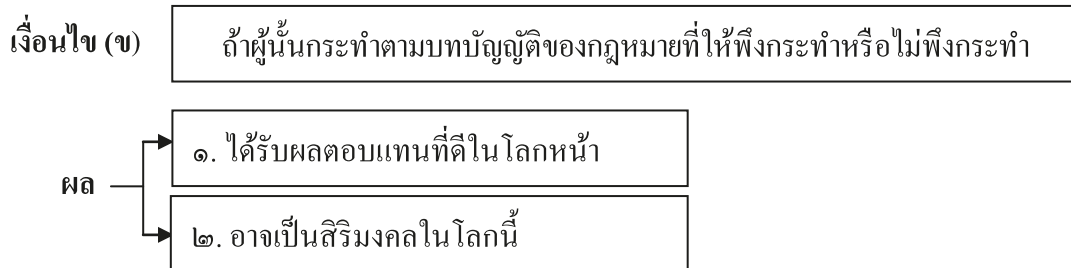 เงื่อนไข (ข) ถ้าผู้นั้นกระทำตามบทบัญญัติของกฎหมายที่ให้พึงกระทำหรือไม่พึงกระทำ
๑. ได้รับผลตอบแทนที่ดีในโลกหน้า
ผล
๒. อาจเป็นสิริมงคลในโลกนี้